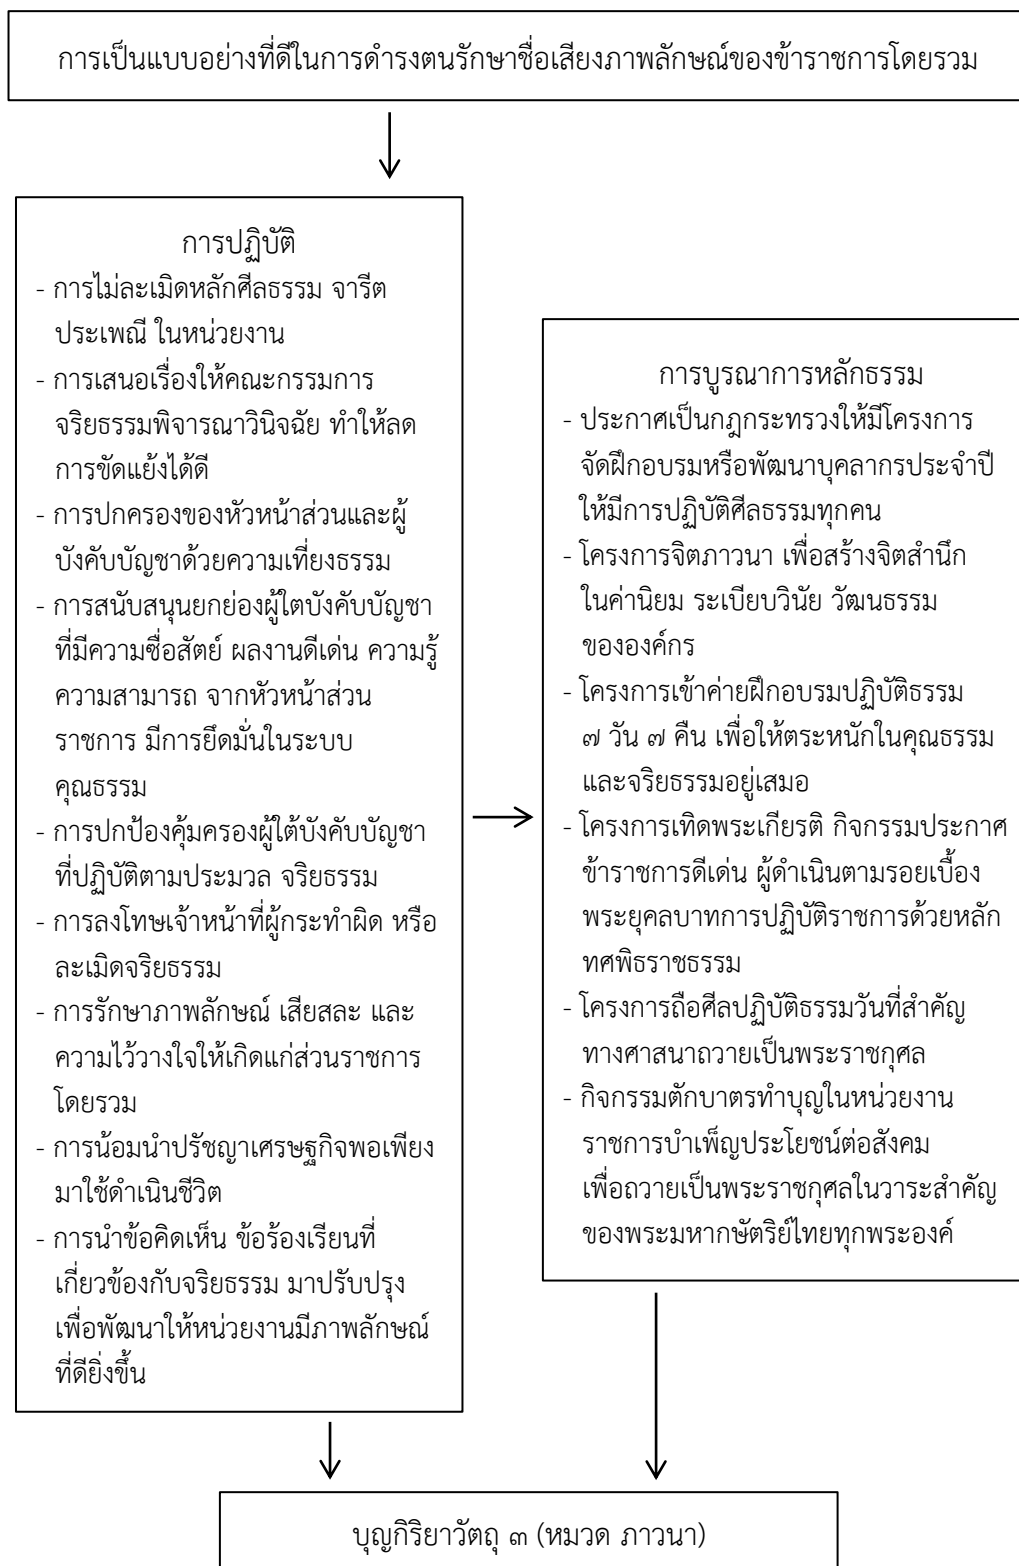 การเป็นแบบอย่างที่ดีในการดำรงตนรักษาชื่อเสียงภาพลักษณ์ของข้าราชการโดยรวม
การปฏิบัติ
- การไม่ละเมิดหลักศีลธรรม จารีต
ประเพณี ในหน่วยงาน
- การเสนอเรื่องให้คณะกรรมการ
จริยธรรมพิจารณาวินิจฉัย ทำให้ลด
การขัดแย้งได้ดี
- การปกครองของหัวหน้าส่วนและผู้
บังคับบัญชาด้วยความเที่ยงธรรม
- การสนับสนุนยกย่องผู้ใตบังคับบัญชา
ที่มีความซื่อสัตย์ ผลงานดีเด่น ความรู้
ความสามารถ จากหัวหน้าส่วน
ราชการ มีการยึดมั่นในระบบ
คุณธรรม
- การปกป้องคุ้มครองผู้ใต้บังคับบัญชา
ที่ปฏิบัติตามประมวล จริยธรรม
- การลงโทษเจ้าหน้าที่ผู้กระทำผิด หรือ
ละเมิดจริยธรรม
- การรักษาภาพลักษณ์ เสียสละ และ
ความไว้วางใจให้เกิดแก่ส่วนราชการ
โดยรวม
- การน้อมนำปรัชญาเศรษฐกิจพอเพียง
มาใช้ดำเนินชีวิต
- การนำข้อคิดเห็น ข้อร้องเรียนที่
เกี่ยวข้องกับจริยธรรม มาปรับปรุง
เพื่อพัฒนาให้หน่วยงานมีภาพลักษณ์
ที่ดียิ่งขึ้น
การบูรณาการหลักธรรม
- ประกาศเป็นกฎกระทรวงให้มีโครงการ
จัดฝึกอบรมหรือพัฒนาบุคลากรประจำปี
ให้มีการปฏิบัติศีลธรรมทุกคน
- โครงการจิตภาวนา เพื่อสร้างจิตสำนึก
ในค่านิยม ระเบียบวินัย วัฒนธรรม
ขององค์กร
- โครงการเข้าค่ายฝึกอบรมปฏิบัติธรรม
๗ วัน ๗ คืน เพื่อให้ตระหนักในคุณธรรม
และจริยธรรมอยู่เสมอ
- โครงการเทิดพระเกียรติ กิจกรรมประกาศ
ข้าราชการดีเด่น ผู้ดำเนินตามรอยเบื้อง
พระยุคลบาทการปฏิบัติราชการด้วยหลัก
ทศพิธราชธรรม
- โครงการถือศีลปฏิบัติธรรมวันที่สำคัญ
ทางศาสนาถวายเป็นพระราชกุศล
- กิจกรรมตักบาตรทำบุญในหน่วยงาน
ราชการบำเพ็ญประโยชน์ต่อสังคม
เพื่อถวายเป็นพระราชกุศลในวาระสำคัญ
ของพระมหากษัตริย์ไทยทุกพระองค์
บุญกิริยาวัตถุ ๓ (หมวด ภาวนา)